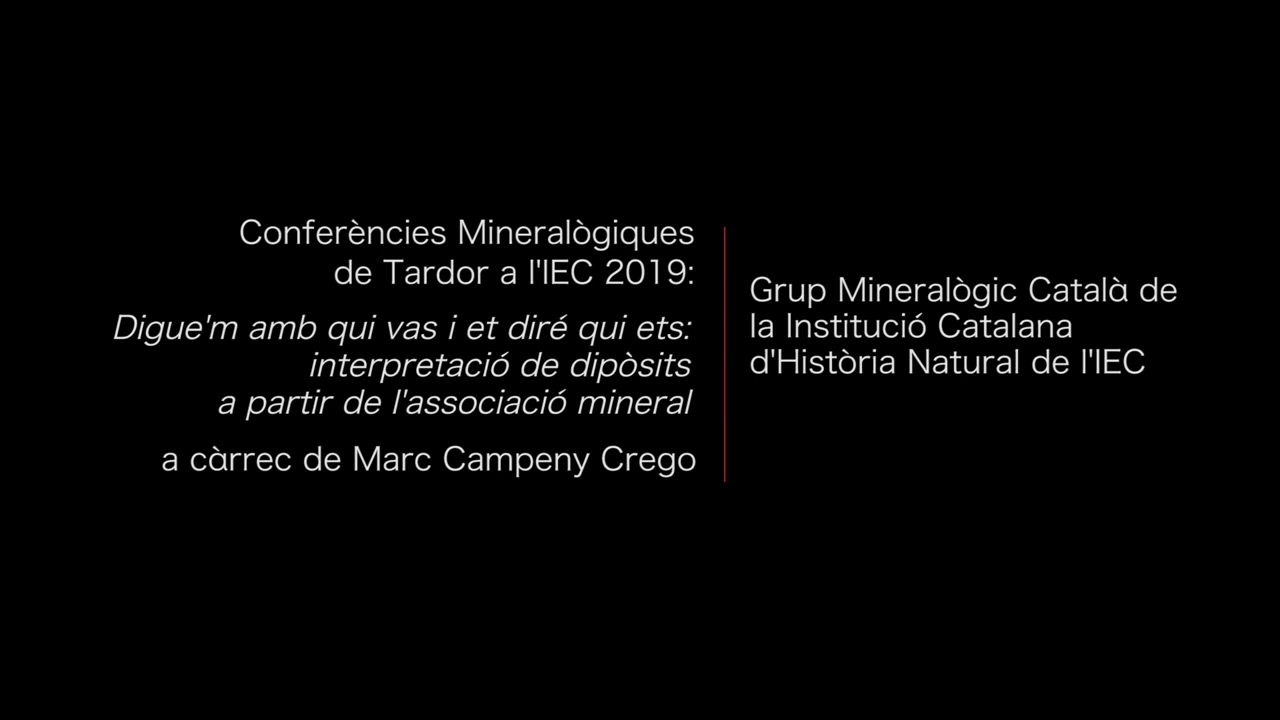 Conferències Mineralògiques
de Tardor a l'IEC 2019:
Digue'm amb qui vas i et diré qui ets:
interpretació de dipòsits
a partir de l'associació mineral
a càrrec de Marc Campeny Crego
Grup Mineralògic Català de
la Institució Catalana
d'Història Natural de l'IEC